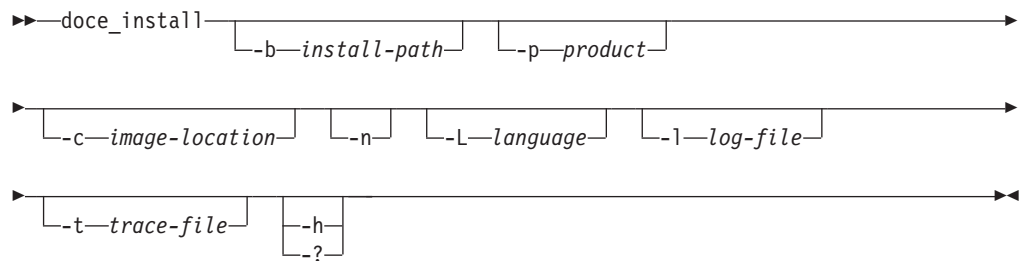 doce_install -b install-path -p product
-c image-location -n -L language -l log-file
-t trace-file -h
-?